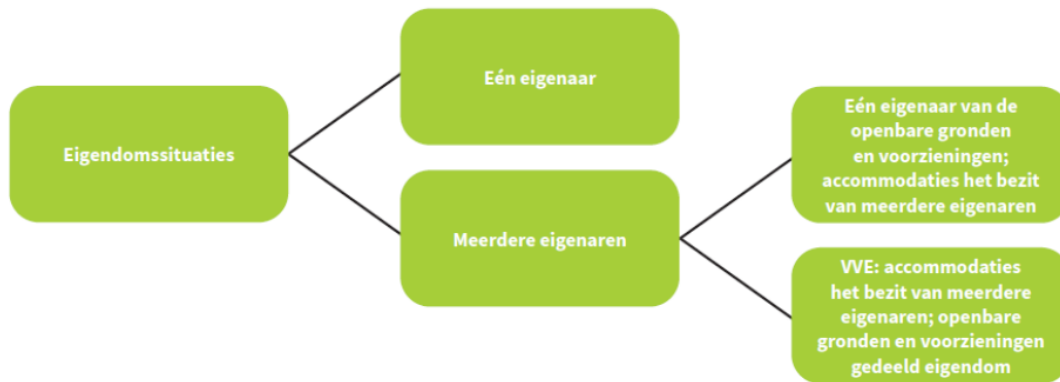 Eigendomssituaties
Eén eigenaar
Meerdere eigenaren
Eén eigenaar van de
openbare gronden
en voorzieningen;
accommodaties het bezit
van meerdere eigenaren
VVE: accommodaties
het bezit van meerdere
eigenaren; openbare
gronden en voorzieningen
gedeeld eigendom